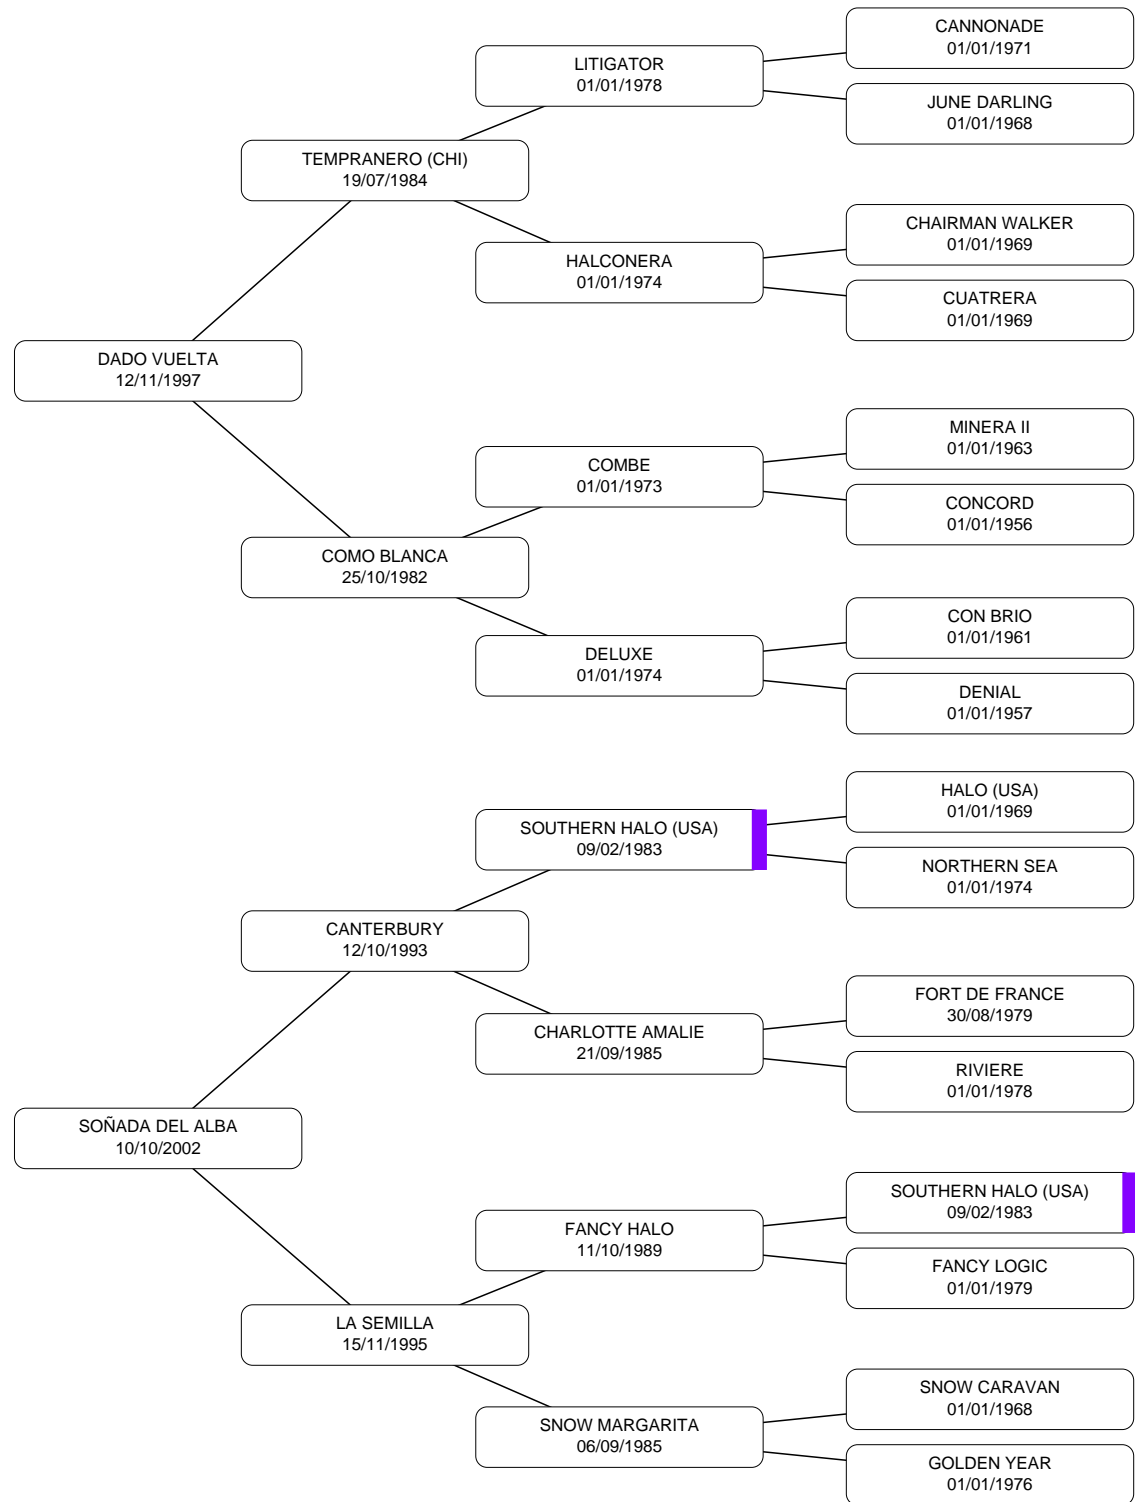 CANNONADE
01/01/1971
LITIGATOR
01/01/1978
JUNE DARLING
01/01/1968
TEMPRANERO (CHI)
19/07/1984
CHAIRMAN WALKER
01/01/1969
HALCONERA
01/01/1974
CUATRERA
01/01/1969
DADO VUELTA
12/11/1997
MINERA II
01/01/1963
COMBE
01/01/1973
CONCORD
01/01/1956
COMO BLANCA
25/10/1982
CON BRIO
01/01/1961
DELUXE
01/01/1974
DENIAL
01/01/1957
HALO (USA)
01/01/1969
SOUTHERN HALO (USA)
09/02/1983
NORTHERN SEA
01/01/1974
CANTERBURY
12/10/1993
FORT DE FRANCE
30/08/1979
CHARLOTTE AMALIE
21/09/1985
RIVIERE
01/01/1978
SOÑADA DEL ALBA
10/10/2002
SOUTHERN HALO (USA)
09/02/1983
FANCY HALO
11/10/1989
FANCY LOGIC
01/01/1979
LA SEMILLA
15/11/1995
SNOW CARAVAN
01/01/1968
SNOW MARGARITA
06/09/1985
GOLDEN YEAR
01/01/1976